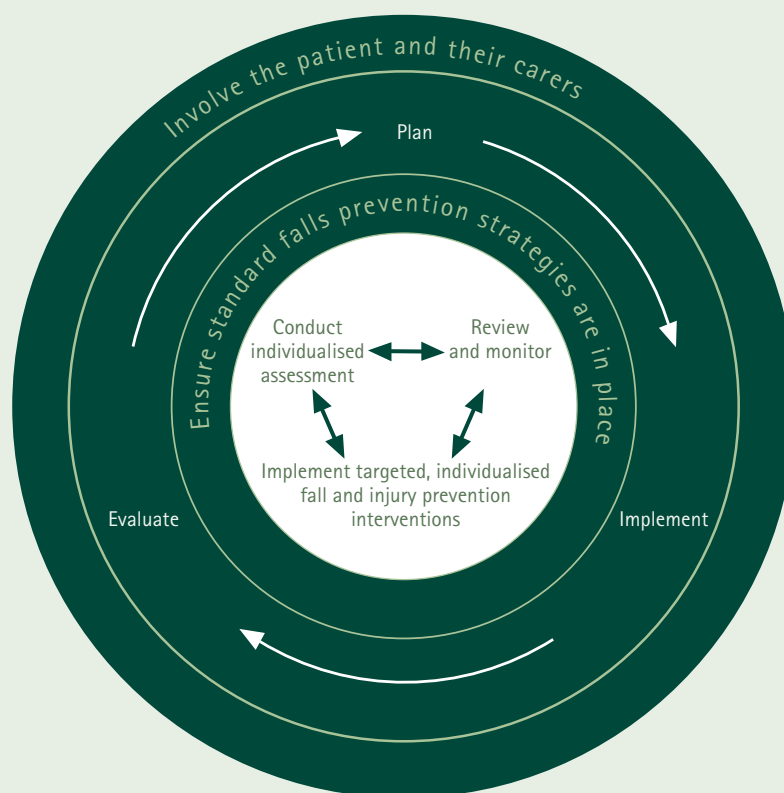 Involve the patient and their carers
Plan
Ensure standard falls prevention strategies are in place
Conduct
individualised
assessment
Review
and monitor
Implement targeted, individualised
fall and injury prevention
interventions
Evaluate
Implement